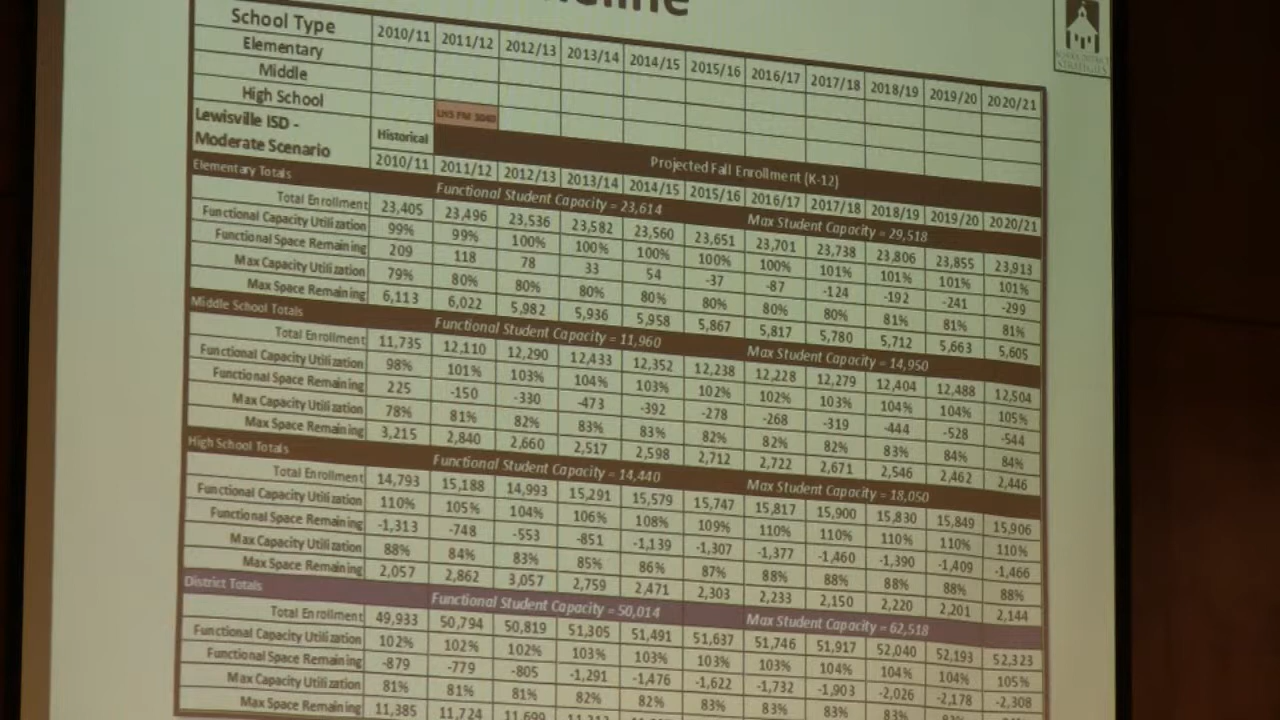 School Type 2010/11 2011/12 2012/13 2013/14 2014/15 2015/16 2016/17 2017/18 2018/19 2019/20 2020/21
Elementary
Middle
High School
LHS FM 3040
Lewisville ISD -
Moderate Scenario
Historical Projected Fall Enrollment (K-12)
2010/11 2011/12 2012/13 2013/14 2014/15 2015/16 2016/17 2017/18 2018/19 2019/20 2020/21
Elementary Totals Functional Student Capacity = 23,614 Max Student Capacity = 29,518
Total Enrollment 23,405 23,496 23,536 23,582 23,560 23,651 23,701 23,738 23,806 23,855 23,913
Functional Capacity Utilization 99% 99% 100% 100% 100% 100% 100% 101% 101% 101% 101%
Functional Space Remaining 209 118 78 33 54 -37 -87 -124 -192 -241 -299
Max Capacity Utilization 79% 80% 80% 80% 80% 80% 80% 80% 81% 81% 81%
Max Space Remaining 6,113 6,022 5,982 5,936 5,958 5,867 5,817 5,780 5,712 5,663 5,605
Middle School Totals Functional Student Capacity = 11,960 Max Student Capacity = 14,950
Total Enrollment 11,735 12,110 12,290 12,433 12,352 12,238 12,228 12,279 12,404 12,488 12,504
Functional Capacity Utilization 98% 101% 103% 104% 103% 102% 102% 103% 104% 104% 105%
Functional Space Remaining 225 -150 -330 -473 -392 -278 -268 -319 -444 -528 -544
Max Capacity Utilization 78% 81% 82% 83% 83% 82% 82% 82% 83% 84% 84%
Max Space Remaining 3,215 2,840 2,660 2,517 2,598 2,712 2,722 2,671 2,546 2,462 2,446
High School Totals Functional Student Capacity = 14,440 Max Student Capacity = 18,050
Total Enrollment 14,793 15,188 14,993 15,291 15,579 15,747 15,817 15,900 15,830 15,849 15,906
Functional Capacity Utilization 110% 105% 104% 106% 108% 109% 110% 110% 110% 110% 110%
Functional Space Remaining -1,313 -748 -553 -851 -1,139 -1,307 -1,377 -1,460 -1,390 -1,409 -1,466
Max Capacity Utilization 88% 84% 83% 85% 86% 87% 88% 88% 88% 88% 88%
Max Space Remaining 2,057 2,862 3,057 2,759 2,471 2,303 2,233 2,150 2,220 2,201 2,144
District Totals Functional Student Capacity = 50,014 Max Student Capacity = 62,518
Total Enrollment 49,933 50,794 50,819 51,305 51,491 51,637 51,746 51,917 52,040 52,193 52,323
Functional Capacity Utilization 102% 102% 102% 103% 103% 103% 103% 104% 104% 104% 105%
Functional Space Remaining -879 -779 -805 -1,291 -1,476 -1,622 -1,732 -1,903 -2,026 -2,178 -2,308
Max Capacity Utilization 81% 81% 81% 82% 82% 83% 83% 83% 83%
Max Space Remaining 11,385 11,724 11,699